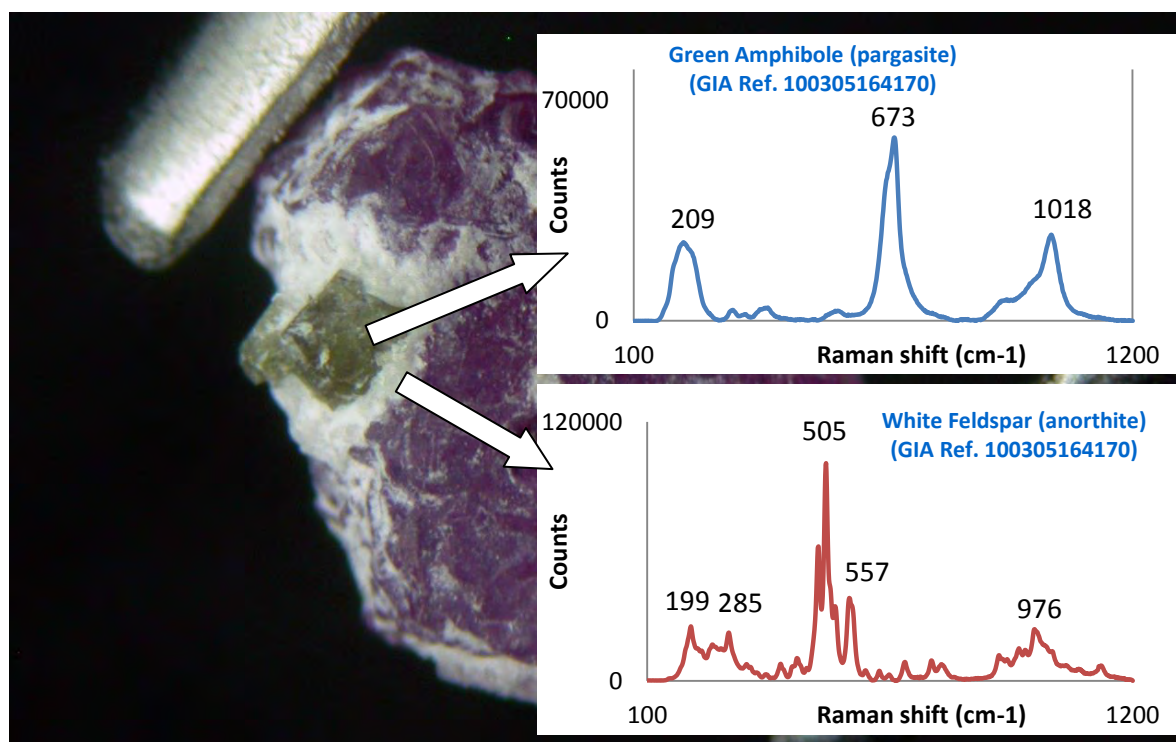 Green Amphibole (pargasite)
(GIA Ref. 100305164170)
70000
673
209
1018
Counts
0
100
Raman shift (cm-1)
1200
120000
505
White Feldspar (anorthite)
(GIA Ref. 100305164170)
Counts
557
199
285
976
0
100
Raman shift (cm-1)
1200